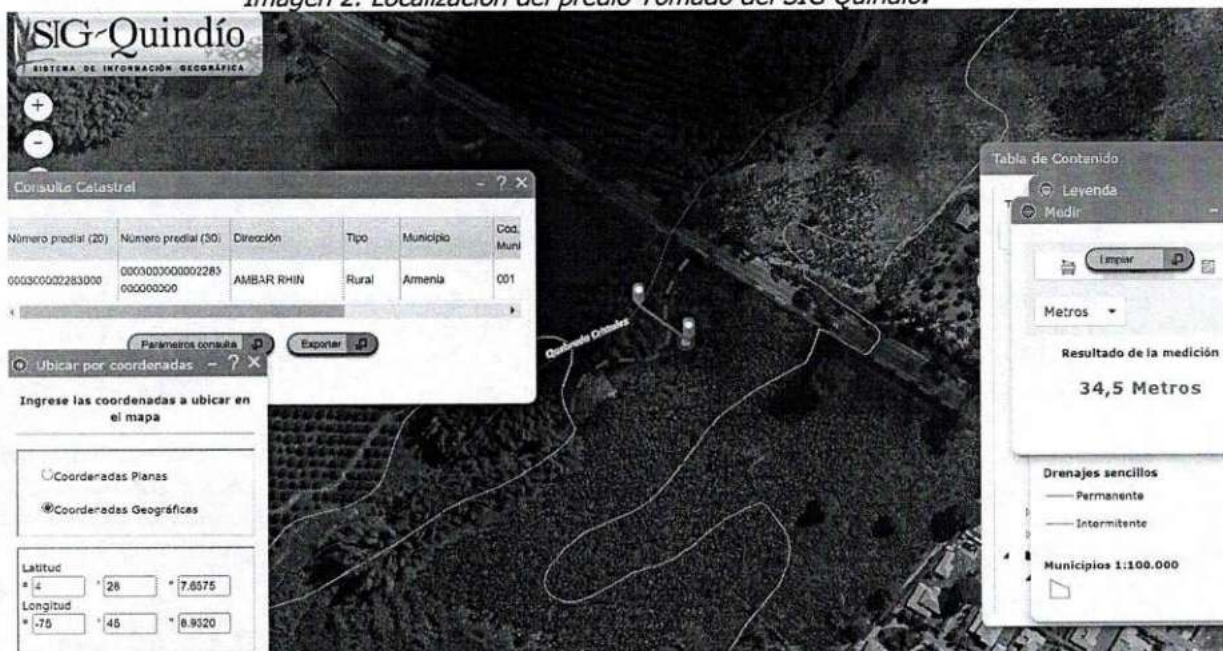 Imagen 2. Localización del predio Tomado del SIG Quindío.
SIG-Quindío
SISTEMA DE INFORMACIÓN GEOGRÁFICA
+
−
Consulta Catastral
− ? ×
Número predial (20) Número predial (30) Dirección Tipo Municipio Cod. Muni
000300002283000 0003000000002283
000000000 AMBAR RHIN Rural Armenia 001
Parámetros consulta
Exporter
Ubicar por coordenadas − ? ×
Ingrese las coordenadas a ubicar en
el mapa
Coordenadas Planas
Coordenadas Geográficas
Latitud
° 4 ' 26 " 7.6575
Longitud
° -75 ' 45 " 8.9320
Quebrada Cristales
Tabla de Contenido
Leyenda
Medir −
Limpiar
Metros
Resultado de la medición
34,5 Metros
Drenajes sencillos
Permanente
Intermitente
Municipios 1:100.000